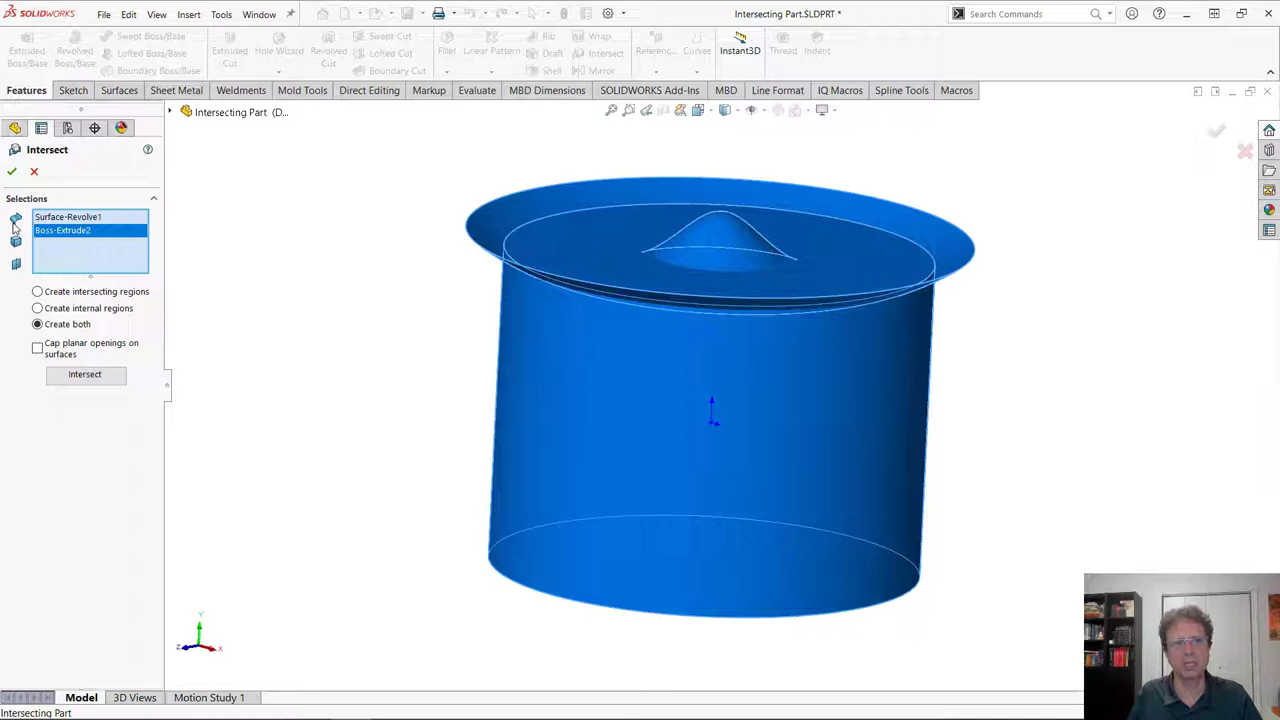 SOLIDWORKS File Edit View Insert Tools Window Intersecting Part.SLDPRT * Search Commands
Extruded Boss/Base
Revolved Boss/Base
Swept Boss/Base
Lofted Boss/Base
Boundary Boss/Base
Extruded Cut
Hole Wizard
Revolved Cut
Swept Cut
Lofted Cut
Boundary Cut
Fillet
Linear Pattern
Rib
Draft
Shell
Wrap
Intersect
Mirror
Referenc...
Curves
Instant3D
Thread
Indent
Features Sketch Surfaces Sheet Metal Weldments Mold Tools Direct Editing Markup Evaluate MBD Dimensions SOLIDWORKS Add-Ins MBD Line Format IQ Macros Spline Tools Macros
Intersecting Part (D...
Intersect
Selections
Surface-Revolve1
Boss-Extrude2
Create intersecting regions
Create internal regions
Create both
Cap planar openings on
surfaces
Intersect
Y
Z
X
Model 3D Views Motion Study 1
Intersecting Part